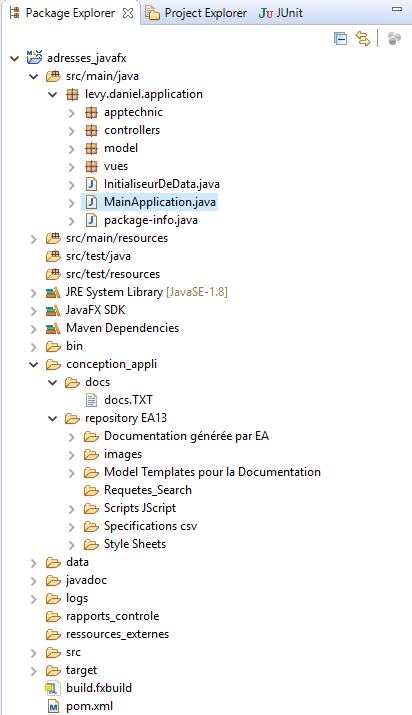 Package Explorer Project Explorer JUnit
adresses_javafx
src/main/java
levy.daniel.application
apptechnic
controllers
model
vues
InitialiseurDeData.java
MainApplication.java
package-info.java
src/main/resources
src/test/java
src/test/resources
JRE System Library [JavaSE-1.8]
JavaFX SDK
Maven Dependencies
bin
conception_appli
docs
docs.TXT
repository EA13
Documentation générée par EA
images
Model Templates pour la Documentation
Requetes_Search
Scripts JScript
Specifications csv
Style Sheets
data
javadoc
logs
rapports_controle
ressources_externes
src
target
build.fxbuild
pom.xml